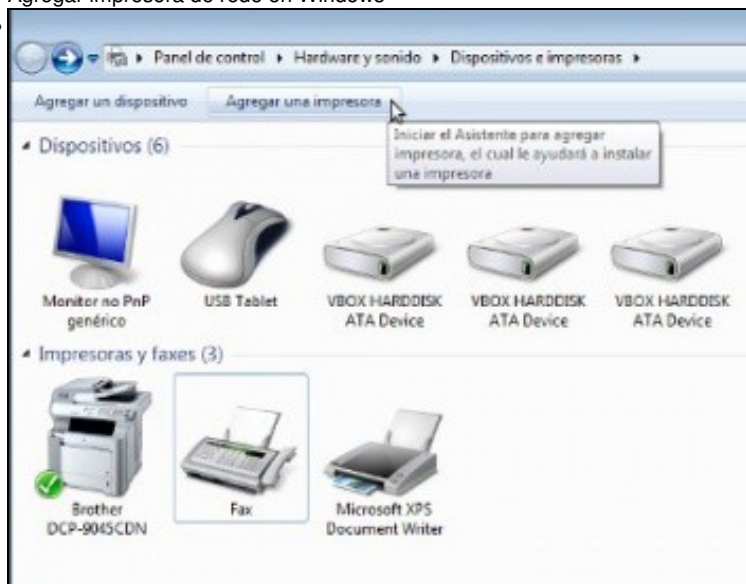 Agregar impresora de rede en Windows
Panel de control ▸ Hardware y sonido ▸ Dispositivos e impresoras ▸
Agregar un dispositivo Agregar una impresora
Iniciar el Asistente para agregar
impresora, el cual le ayudará a instalar
una impresora
Dispositivos (6)
Monitor no PnP
genérico
USB Tablet
VBOX HARDDISK
ATA Device
VBOX HARDDISK
ATA Device
VBOX HARDDISK
ATA Device
Impresoras y faxes (3)
Brother
DCP-9045CDN
Fax
Microsoft XPS
Document Writer